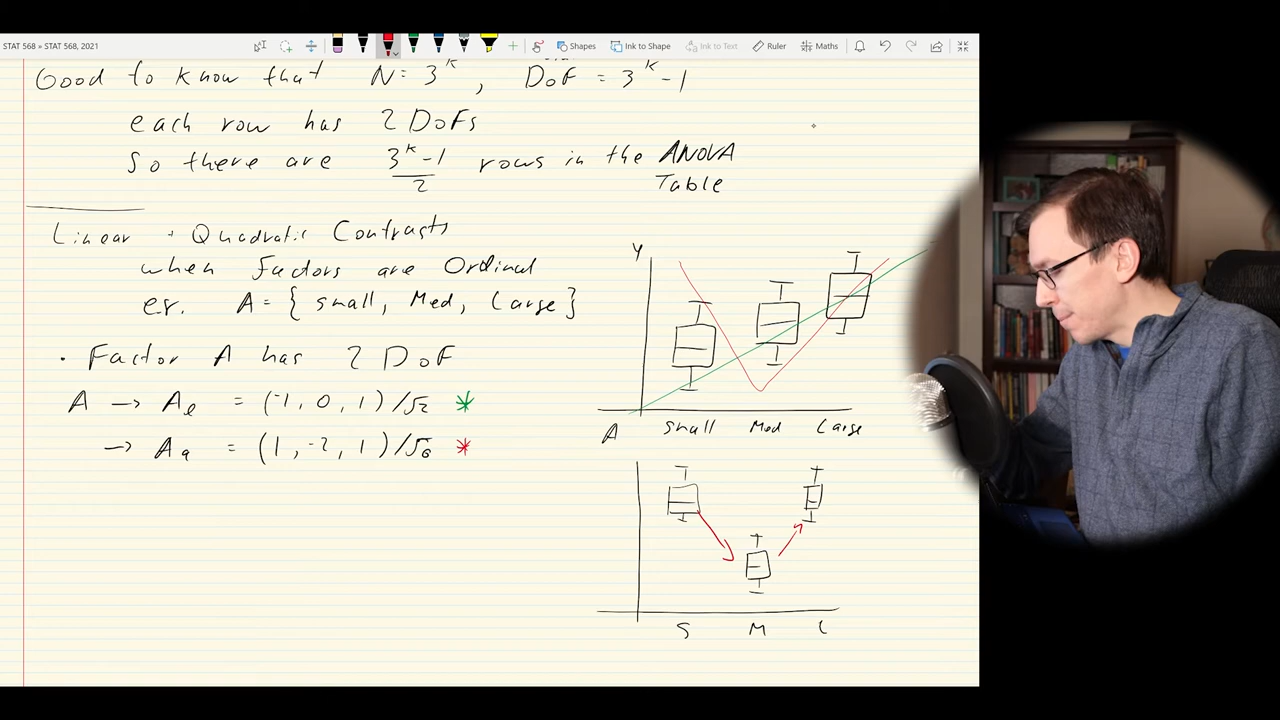 STAT 568 » STAT 568, 2021
Shapes Ink to Shape Ink to Text Ruler Maths
Good to know that N = 3^k, DoF = 3^k - 1
each row has 2 DoFs
So there are (3^k - 1)/2 rows in the ANOVA
Table
Linear + Quadratic Contrasts
when Factors are Ordinal
eg. A = { small, Med, Large }
• Factor A has 2 DoF
A → A_l = (-1, 0, 1)/√2 *
→ A_q = (1, -2, 1)/√6 *
Y
A small Med Large
S M L